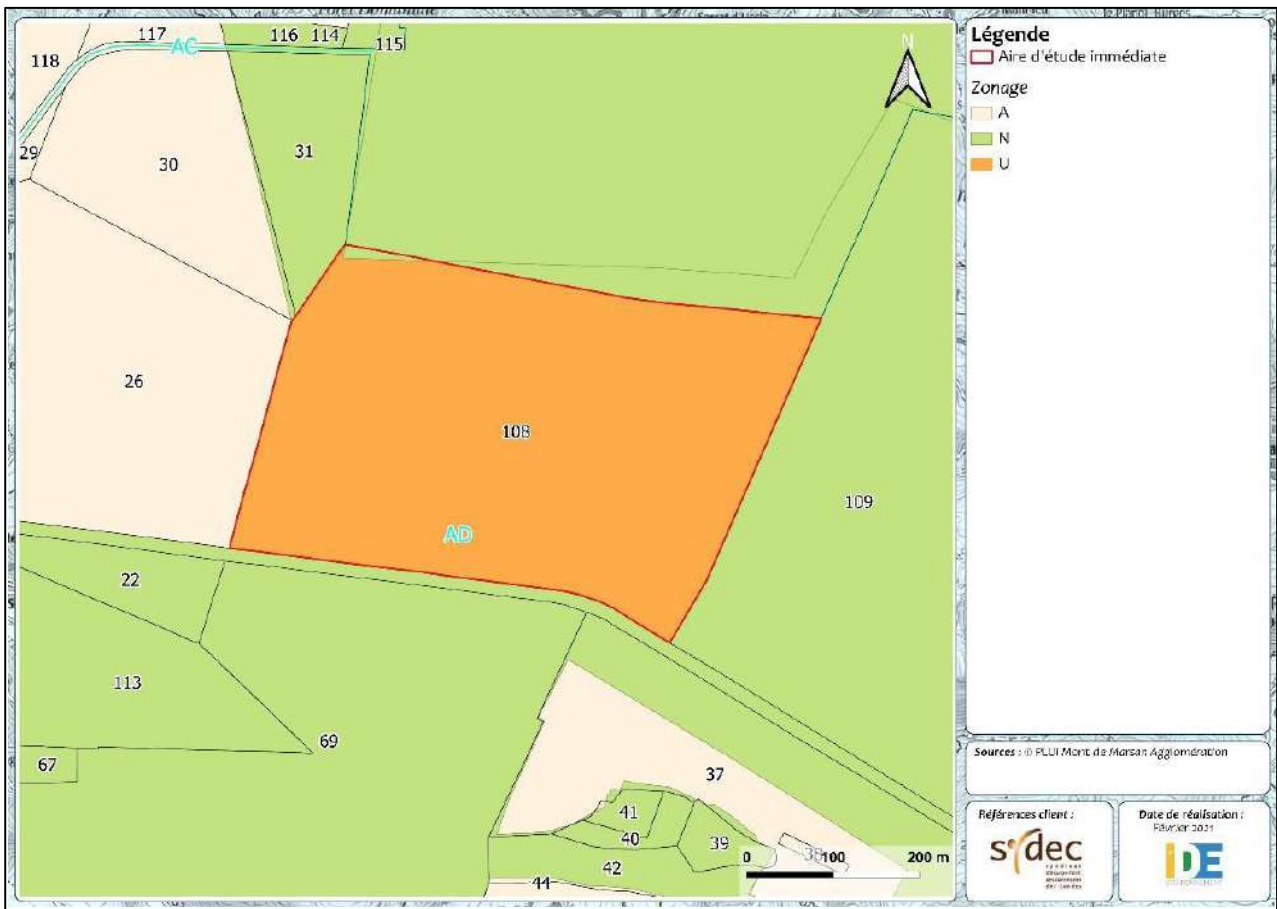 117
116
114
115
AC
118
N
30
31
29
26
108
109
AD
22
113
69
67
37
41
40
39
38
42
44
0
100
200 m
Légende
Aire d'étude immédiate
Zonage
A
N
U
Sources : © PLUi Mont de Marsan Agglomération
Références client :
sydec
Date de réalisation :
Février 2021
IDE